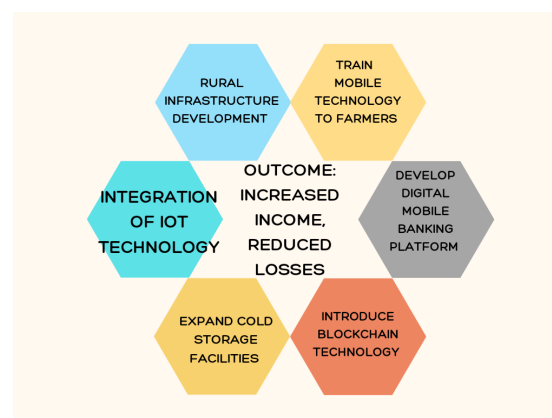 RURAL
INFRASTRUCTURE
DEVELOPMENT
TRAIN
MOBILE
TECHNOLOGY
TO FARMERS
INTEGRATION
OF IOT
TECHNOLOGY
OUTCOME:
INCREASED
INCOME,
REDUCED
LOSSES
DEVELOP
DIGITAL
MOBILE
BANKING
PLATFORM
EXPAND COLD
STORAGE
FACILITIES
INTRODUCE
BLOCKCHAIN
TECHNOLOGY